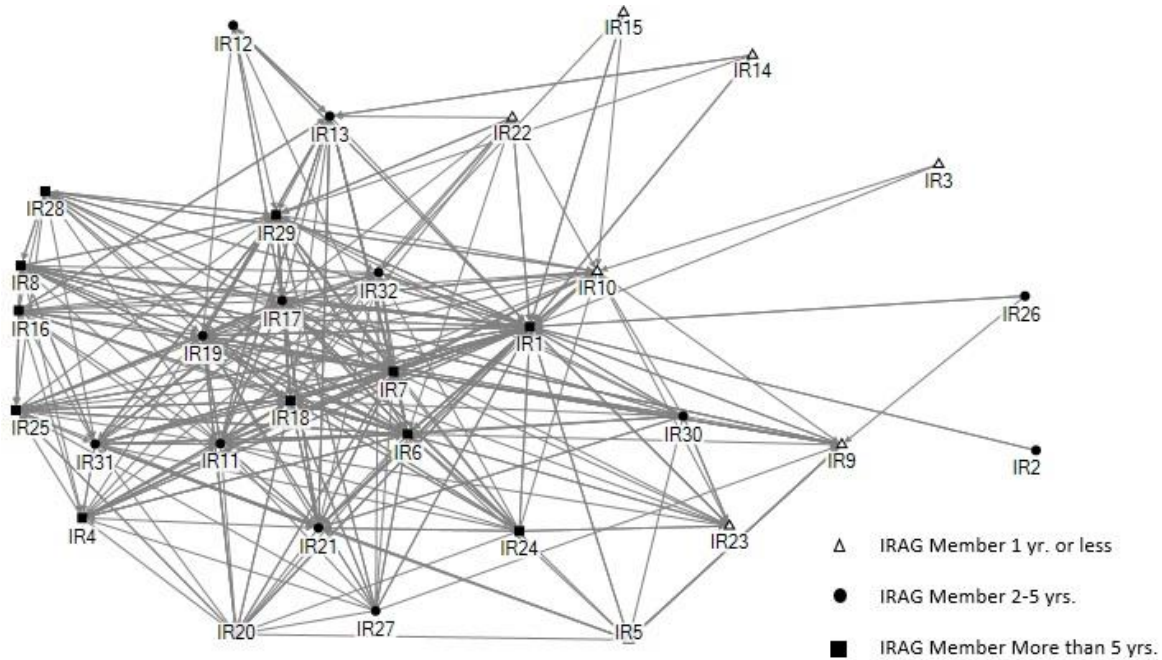 IR15
IR12
IR14
IR13
IR22
IR3
IR28
IR29
IR8
IR32
IR10
IR16
IR17
IR26
IR19
IR1
IR7
IR18
IR25
IR30
IR31
IR11
IR6
IR9
IR2
IR4
IR21
IR24
IR23
IRAG Member 1 yr. or less
IRAG Member 2-5 yrs.
IR20
IR27
IR5
IRAG Member More than 5 yrs.